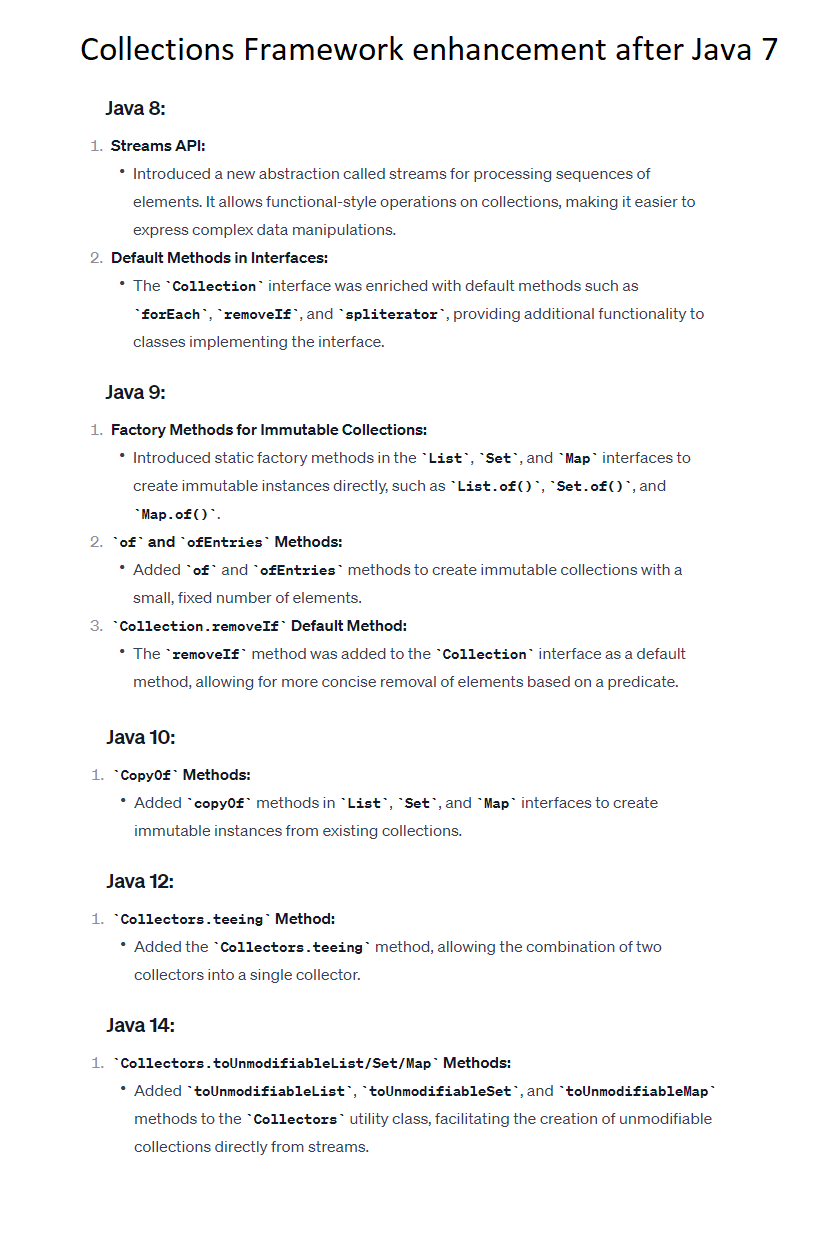 Collections Framework enhancement after Java 7
Java 8:
1. Streams API:
• Introduced a new abstraction called streams for processing sequences of
elements. It allows functional-style operations on collections, making it easier to
express complex data manipulations.
2. Default Methods in Interfaces:
• The `Collection` interface was enriched with default methods such as
`forEach`, `removeIf`, and `spliterator`, providing additional functionality to
classes implementing the interface.
Java 9:
1. Factory Methods for Immutable Collections:
• Introduced static factory methods in the `List`, `Set`, and `Map` interfaces to
create immutable instances directly, such as `List.of()`, `Set.of()`, and
`Map.of()`.
2. `of` and `ofEntries` Methods:
• Added `of` and `ofEntries` methods to create immutable collections with a
small, fixed number of elements.
3. `Collection.removeIf` Default Method:
• The `removeIf` method was added to the `Collection` interface as a default
method, allowing for more concise removal of elements based on a predicate.
Java 10:
1. `CopyOf` Methods:
• Added `copyOf` methods in `List`, `Set`, and `Map` interfaces to create
immutable instances from existing collections.
Java 12:
1. `Collectors.teeing` Method:
• Added the `Collectors.teeing` method, allowing the combination of two
collectors into a single collector.
Java 14:
1. `Collectors.toUnmodifiableList/Set/Map` Methods:
• Added `toUnmodifiableList`, `toUnmodifiableSet`, and `toUnmodifiableMap`
methods to the `Collectors` utility class, facilitating the creation of unmodifiable
collections directly from streams.